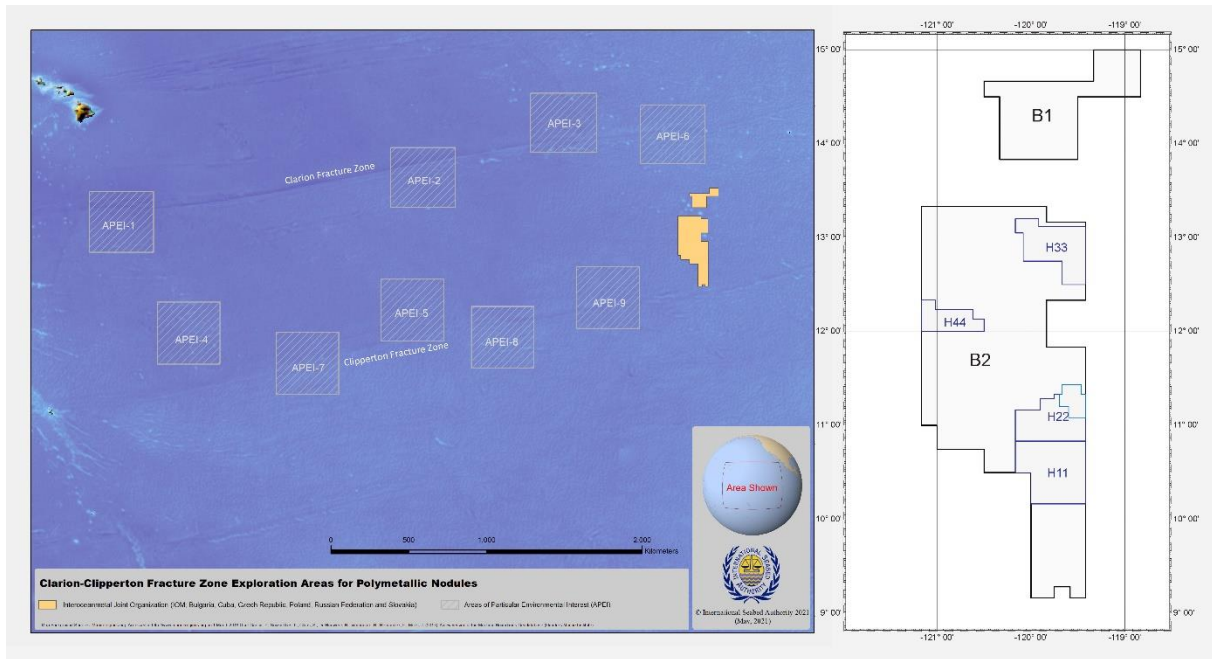 APEI-3
APEI-6
Clarion Fracture Zone
APEI-2
APEI-1
APEI-9
APEI-5
APEI-4
APEI-8
Clipperton Fracture Zone
APEI-7
Area Shown
0 500 1,000 2,000
Kilometers
INTERNATIONAL SEABED AUTHORITY
© International Seabed Authority 2021
(May, 2021)
Clarion-Clipperton Fracture Zone Exploration Areas for Polymetallic Nodules
Interoceanmetal Joint Organization (IOM, Bulgaria, Cuba, Czech Republic, Poland, Russian Federation and Slovakia)
Areas of Particular Environmental Interest (APEI)
-121° 00' -120° 00' -119° 00'
15° 00' 15° 00'
B1
14° 00' 14° 00'
13° 00' 13° 00'
H33
H44
12° 00' 12° 00'
B2
H22
11° 00' 11° 00'
H11
10° 00' 10° 00'
9° 00' 9° 00'
-121° 00' -120° 00' -119° 00'